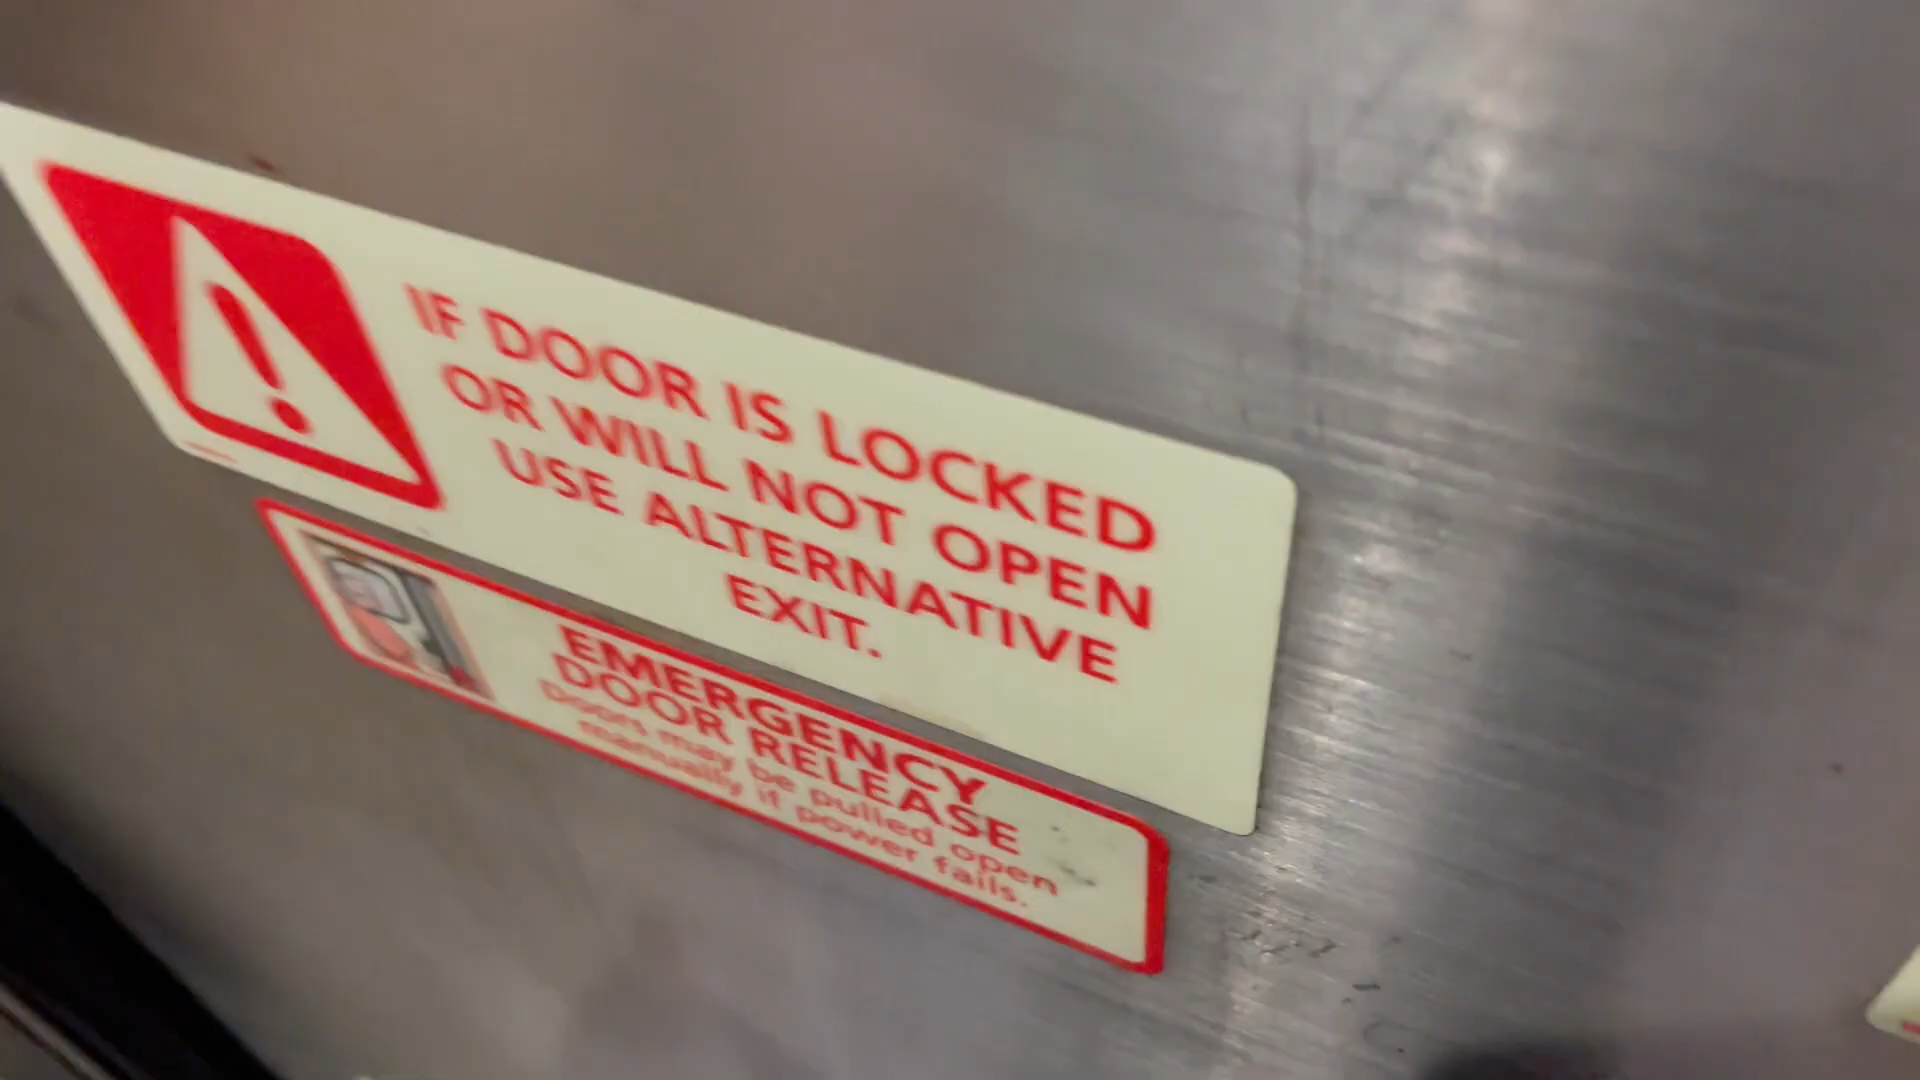 IF DOOR IS LOCKED
OR WILL NOT OPEN
USE ALTERNATIVE
EXIT.
EMERGENCY
DOOR RELEASE
Doors may be pulled open
manually if power fails.